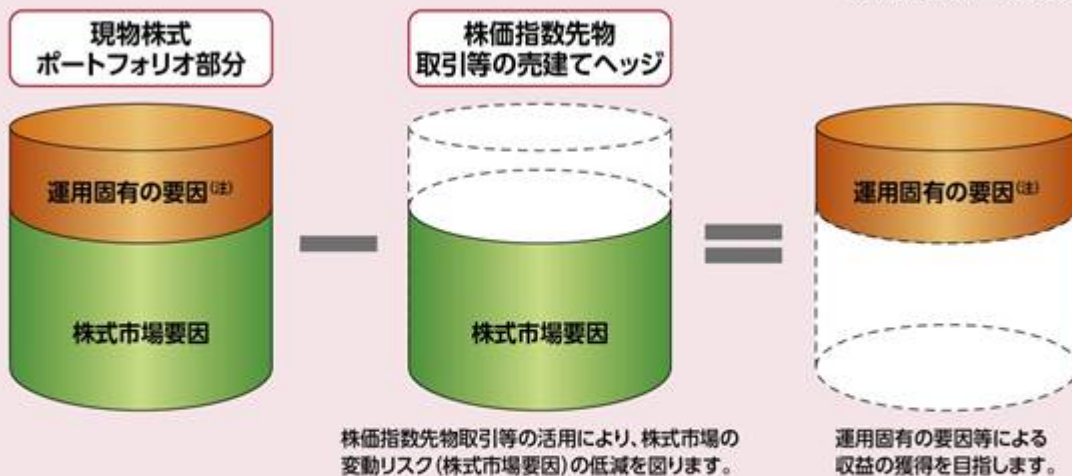 現物株式
ポートフォリオ部分
株価指数先物
取引等の売建てヘッジ
運用固有の要因(注)
株式市場要因
株式市場要因
運用固有の要因(注)
株価指数先物取引等の活用により、株式市場の
変動リスク(株式市場要因)の低減を図ります。
運用固有の要因等による
収益の獲得を目指します。